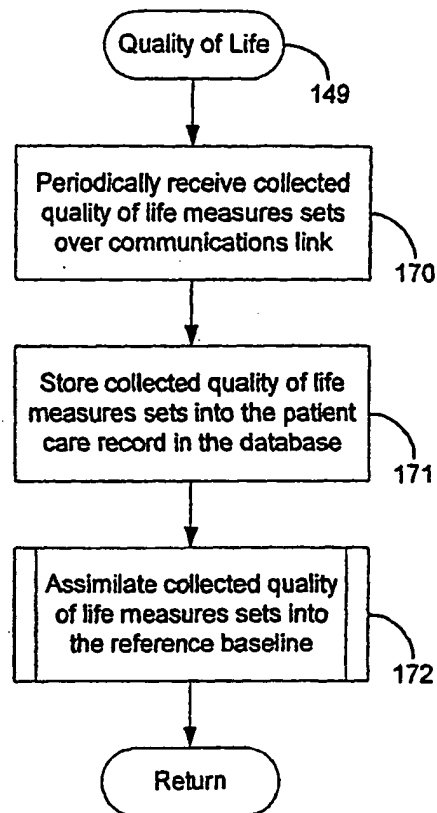 Quality of Life
149
Periodically receive collected
quality of life measures sets
over communications link
170
Store collected quality of life
measures sets into the patient
care record in the database
171
Assimilate collected quality
of life measures sets into
the reference baseline
172
Return